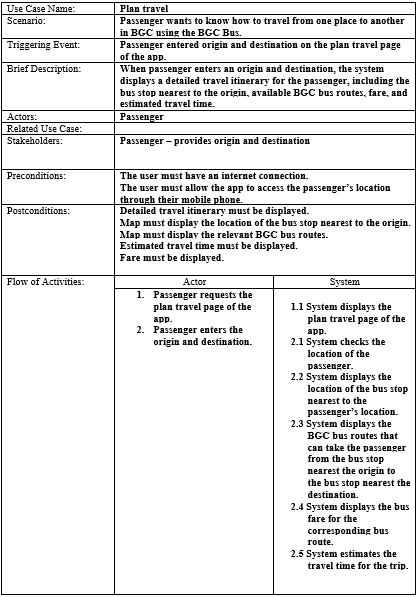 Use Case Name: Plan travel
Scenario: Passenger wants to know how to travel from one place to another
in BGC using the BGC Bus.
Triggering Event: Passenger entered origin and destination on the plan travel page
of the app.
Brief Description: When passenger enters an origin and destination, the system
displays a detailed travel itinerary for the passenger, including the
bus stop nearest to the origin, available BGC bus routes, fare, and
estimated travel time.
Actors: Passenger
Related Use Case:
Stakeholders: Passenger – provides origin and destination
Preconditions: The user must have an internet connection.
The user must allow the app to access the passenger's location
through their mobile phone.
Postconditions: Detailed travel itinerary must be displayed.
Map must display the location of the bus stop nearest to the origin.
Map must display the relevant BGC bus routes.
Estimated travel time must be displayed.
Fare must be displayed.
Flow of Activities: Actor System
1. Passenger requests the
plan travel page of the
app.
2. Passenger enters the
origin and destination.
1.1 System displays the
plan travel page of the
app.
2.1 System checks the
location of the
passenger.
2.2 System displays the
location of the bus stop
nearest to the
passenger's location.
2.3 System displays the
BGC bus routes that
can take the passenger
from the bus stop
nearest the origin to
the bus stop nearest the
destination.
2.4 System displays the bus
fare for the
corresponding bus
route.
2.5 System estimates the
travel time for the trip.